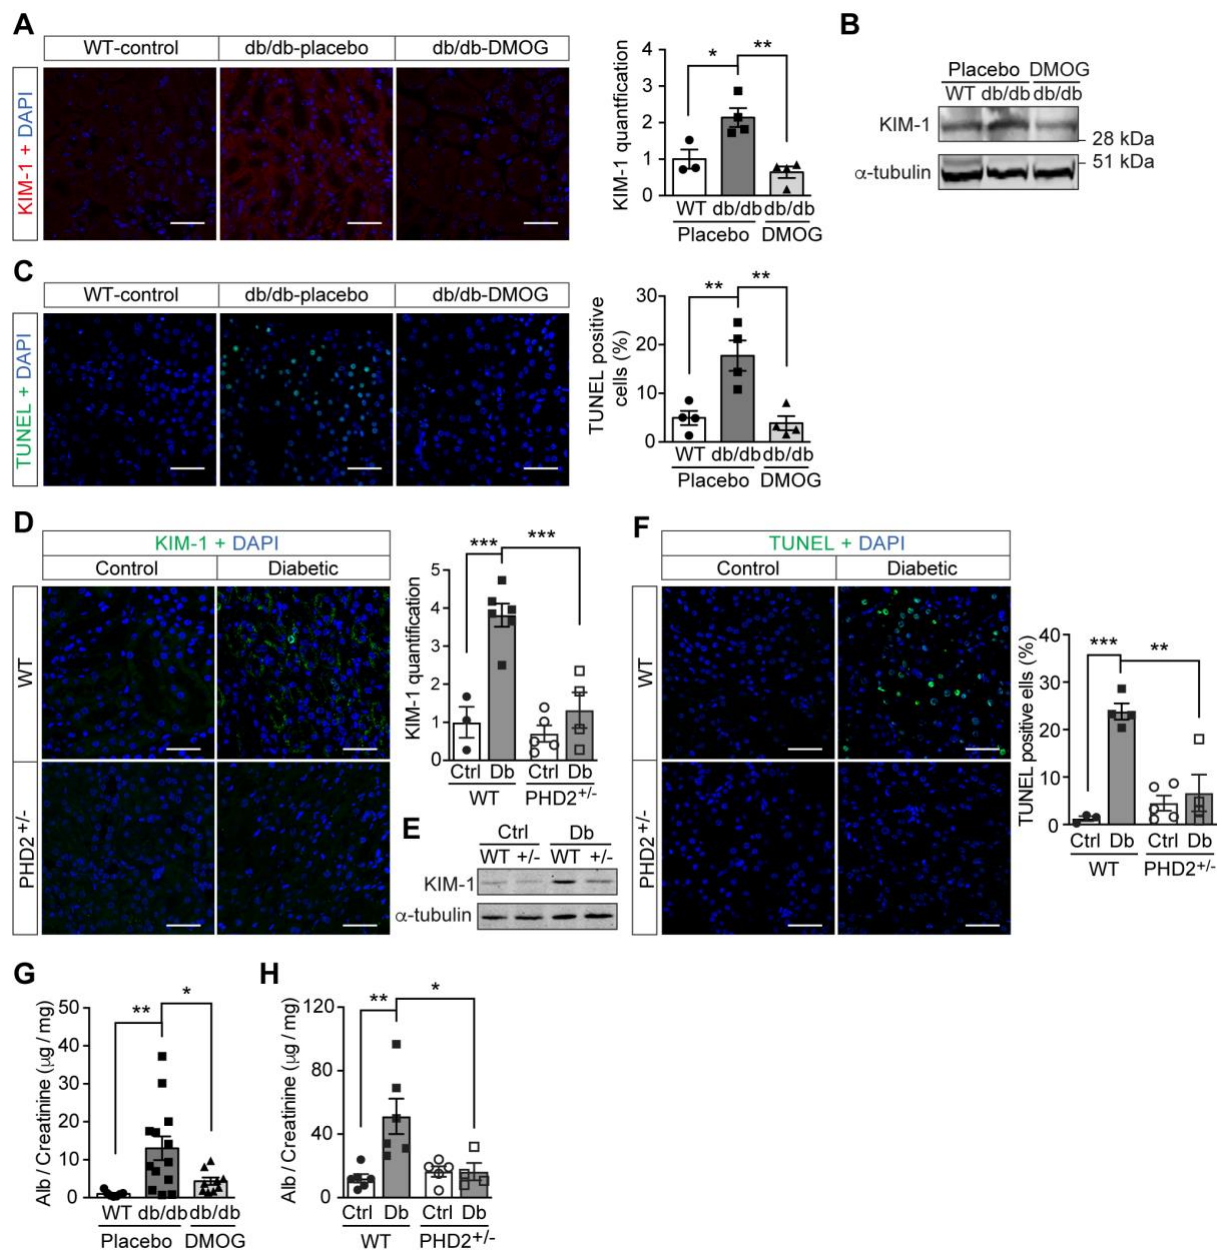 A
WT-control db/db-placebo db/db-DMOG
KIM-1 + DAPI
KIM-1 quantfication
4
3
2
1
0
* **
WT db/db db/db
Placebo DMOG
B
Placebo DMOG
WT db/db db/db
KIM-1
28 kDa
51 kDa
α-tubulin
C
WT-control db/db-placebo db/db-DMOG
TUNEL + DAPI
TUNEL positive
cells (%)
30
20
10
0
** **
WT db/db db/db
Placebo DMOG
D
KIM-1 + DAPI
Control Diabetic
WT
PHD2+/-
KIM-1 quantification
5
4
3
2
1
0
*** ***
Ctrl Db Ctrl Db
WT PHD2+/-
E
Ctrl Db
WT +/- WT +/-
KIM-1
α-tubulin
F
TUNEL + DAPI
Control Diabetic
WT
PHD2+/-
TUNEL positive ells (%)
40
30
20
10
0
*** **
Ctrl Db Ctrl Db
WT PHD2+/-
G
Alb / Creatinine (μg / mg)
50
40
30
20
10
0
** *
WT db/db db/db
Placebo DMOG
H
Alb / Creatinine (μg / mg)
120
80
40
0
** *
Ctrl Db Ctrl Db
WT PHD2+/-